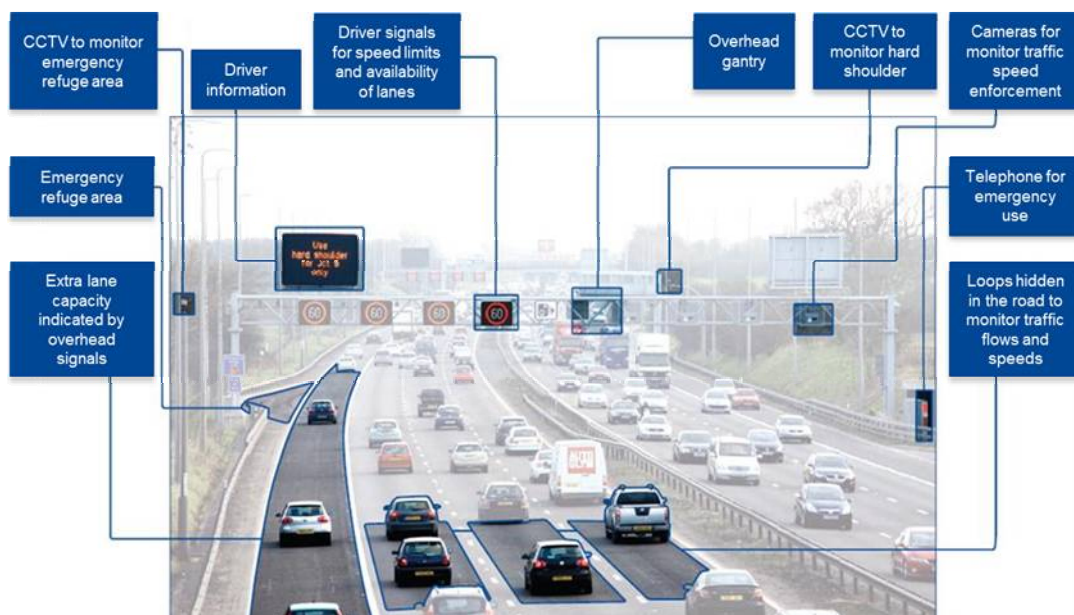 CCTV to monitor
emergency
refuge area
Driver
information
Driver signals
for speed limits
and availability
of lanes
Overhead
gantry
CCTV to
monitor hard
shoulder
Cameras for
monitor traffic
speed
enforcement
Emergency
refuge area
Telephone for
emergency
use
Extra lane
capacity
indicated by
overhead
signals
Loops hidden
in the road to
monitor traffic
flows and
speeds
Use
hard shoulder
for Jct 6
only
60
60
60
60